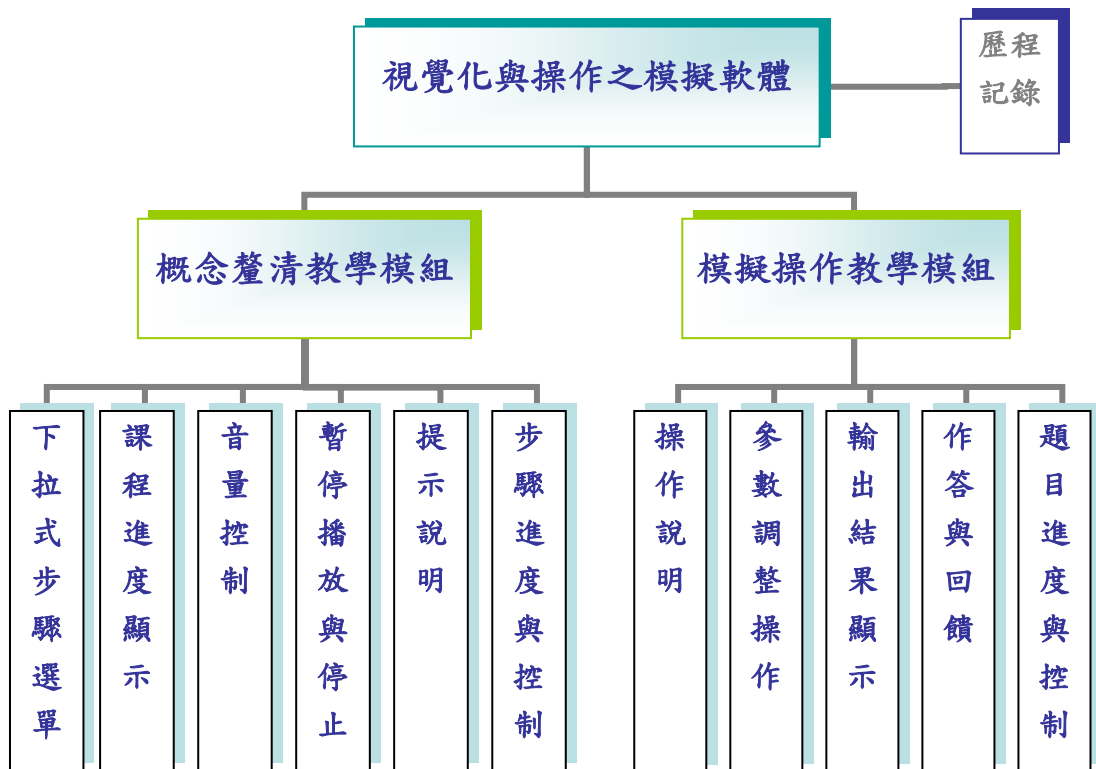 視覺化與操作之模擬軟體
歷程
記錄
概念釐清教學模組
模擬操作教學模組
下拉式步驟選單
課程進度顯示
音量控制
暫停播放與停止
提示說明
步驟進度與控制
操作說明
參數調整操作
輸出結果顯示
作答與回饋
題目進度與控制